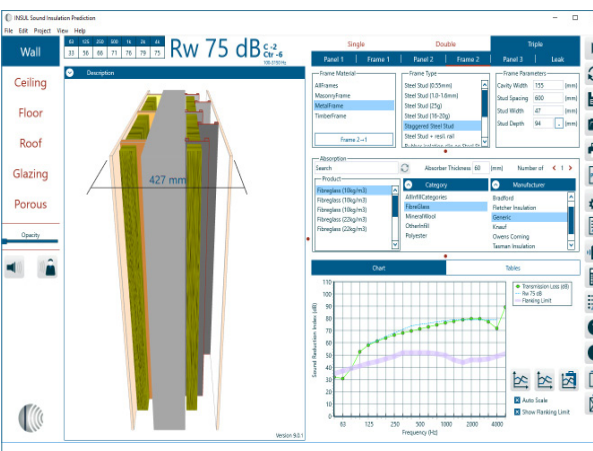 INSUL Sound Insulation Prediction
File Edit Project View Help
Wall
Ceiling
Floor
Roof
Glazing
Porous
Opacity
63 125 250 500 1k 2k 4k
33 56 68 71 76 79 75
Rw 75 dB
C -2
Ctr -6
Description
427 mm
Version 9.0.1
Single Double Triple
Panel 1 Frame 1 Panel 2 Frame 2 Panel 3 Leak
Frame Material
AllFrames
MasonryFrame
MetalFrame
TimberFrame
Frame 2->1
Frame Type
Steel Stud (0.55mm)
Steel Stud (1.0-1.6mm)
Steel Stud (25g)
Steel Stud (16-20g)
Staggered Steel Stud
Steel Stud + resil rail
Frame Parameters
Cavity Width 155 (mm)
Stud Spacing 600 (mm)
Stud Width 47 (mm)
Stud Depth 94 (mm)
Absorption
Search Absorber Thickness 60 (mm) Number of < 1 >
Product
Fibreglass (10kg/m3)
Fibreglass (10kg/m3)
Fibreglass (10kg/m3)
Fibreglass (22kg/m3)
Fibreglass (22kg/m3)
Category
AllInfillCategories
FibreGlass
MineralWool
OtherInfill
Polyester
Manufacturer
Bradford
Fletcher Insulation
Generic
Knauf
Owens Corning
Tasman Insulation
Chart Tables
Sound Reduction Index (dB)
110
100
90
80
70
60
50
40
30
20
10
0
63 125 250 500 1000 2000 4000
Frequency (Hz)
Transmission Loss (dB)
Rw 75 dB
Flanking Limit
Auto Scale
Show Flanking Limit